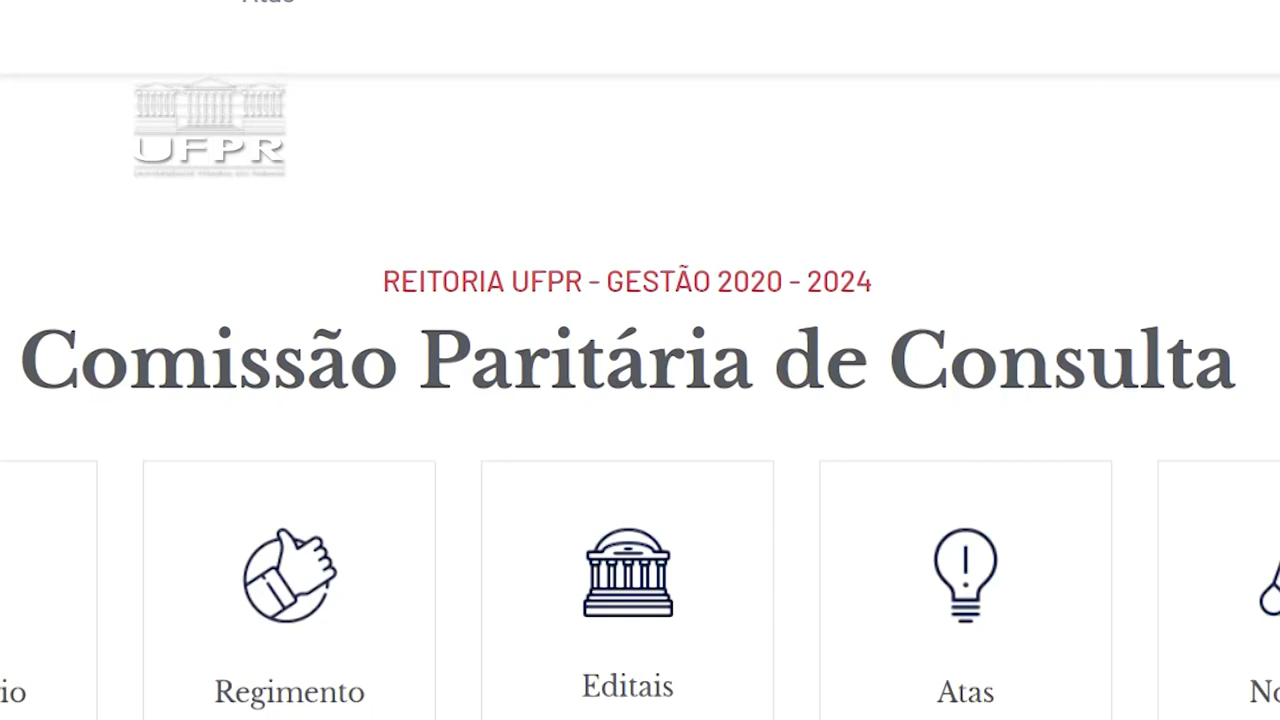 UFPR
REITORIA UFPR - GESTÃO 2020 - 2024
Comissão Paritária de Consulta
Regimento
Editais
Atas